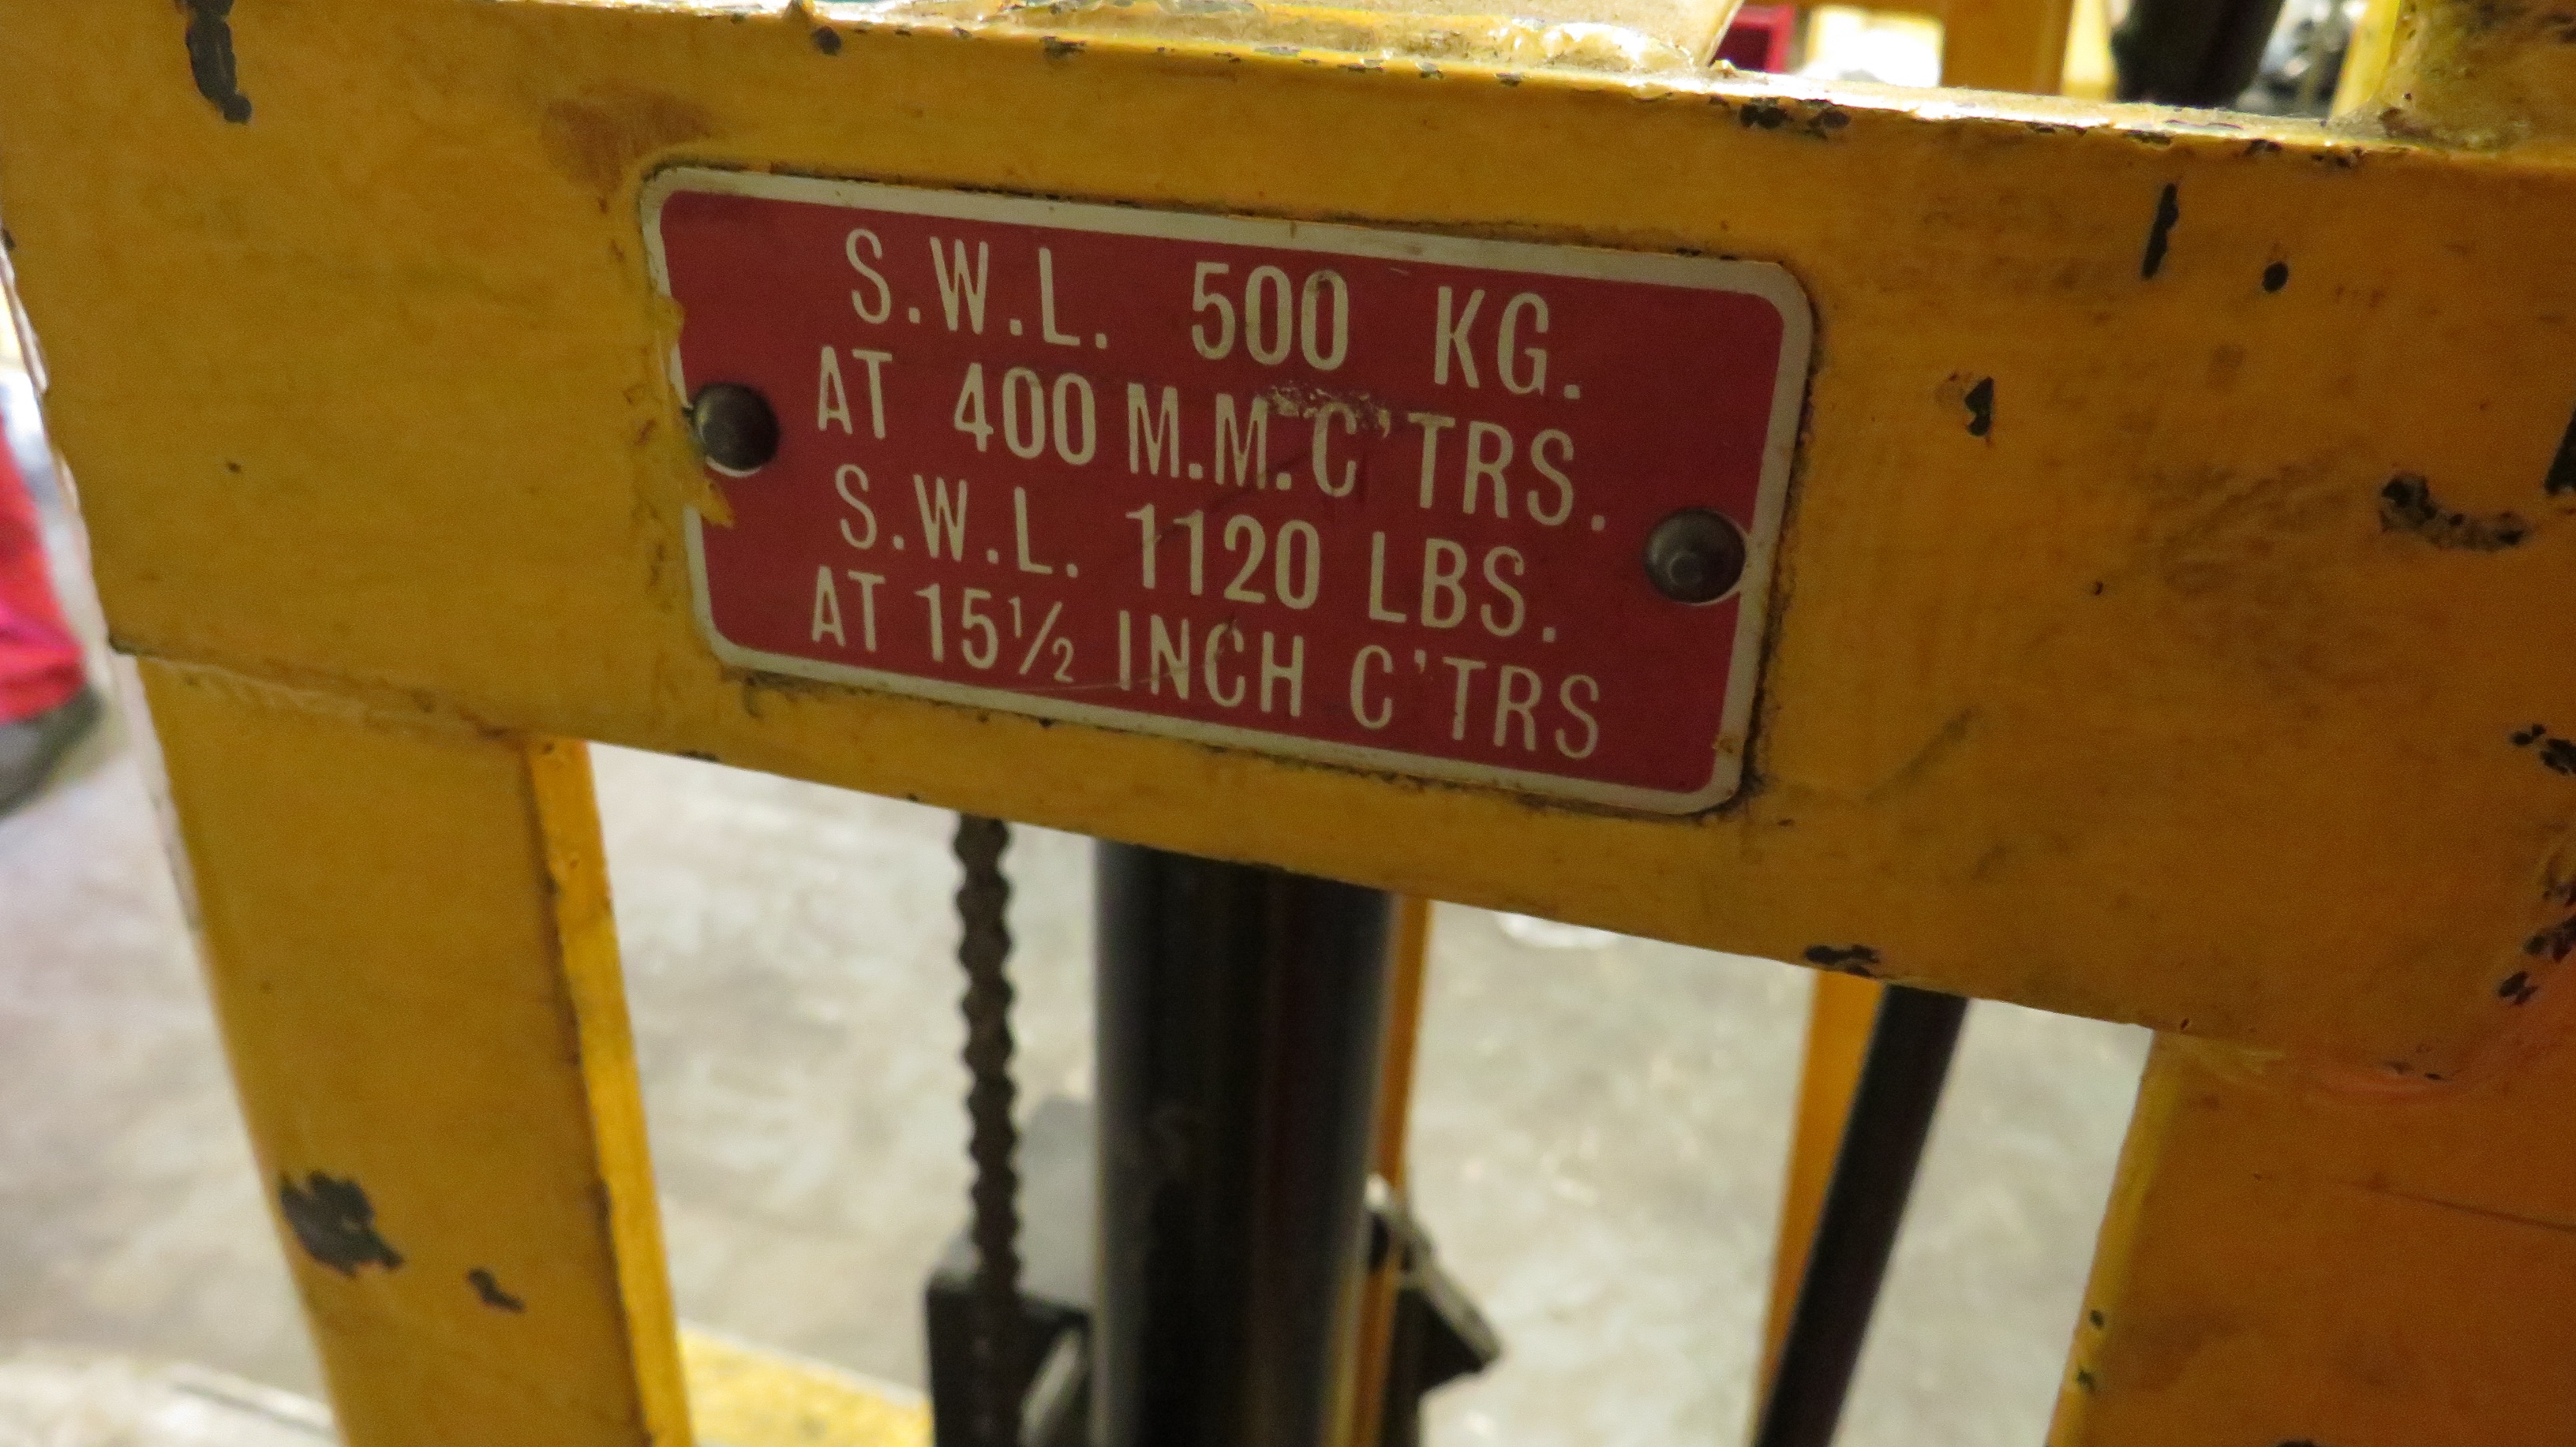 S.W.L. 500 KG.
AT 400 M.M. C'TRS.
S.W.L. 1120 LBS.
AT 15½ INCH C'TRS